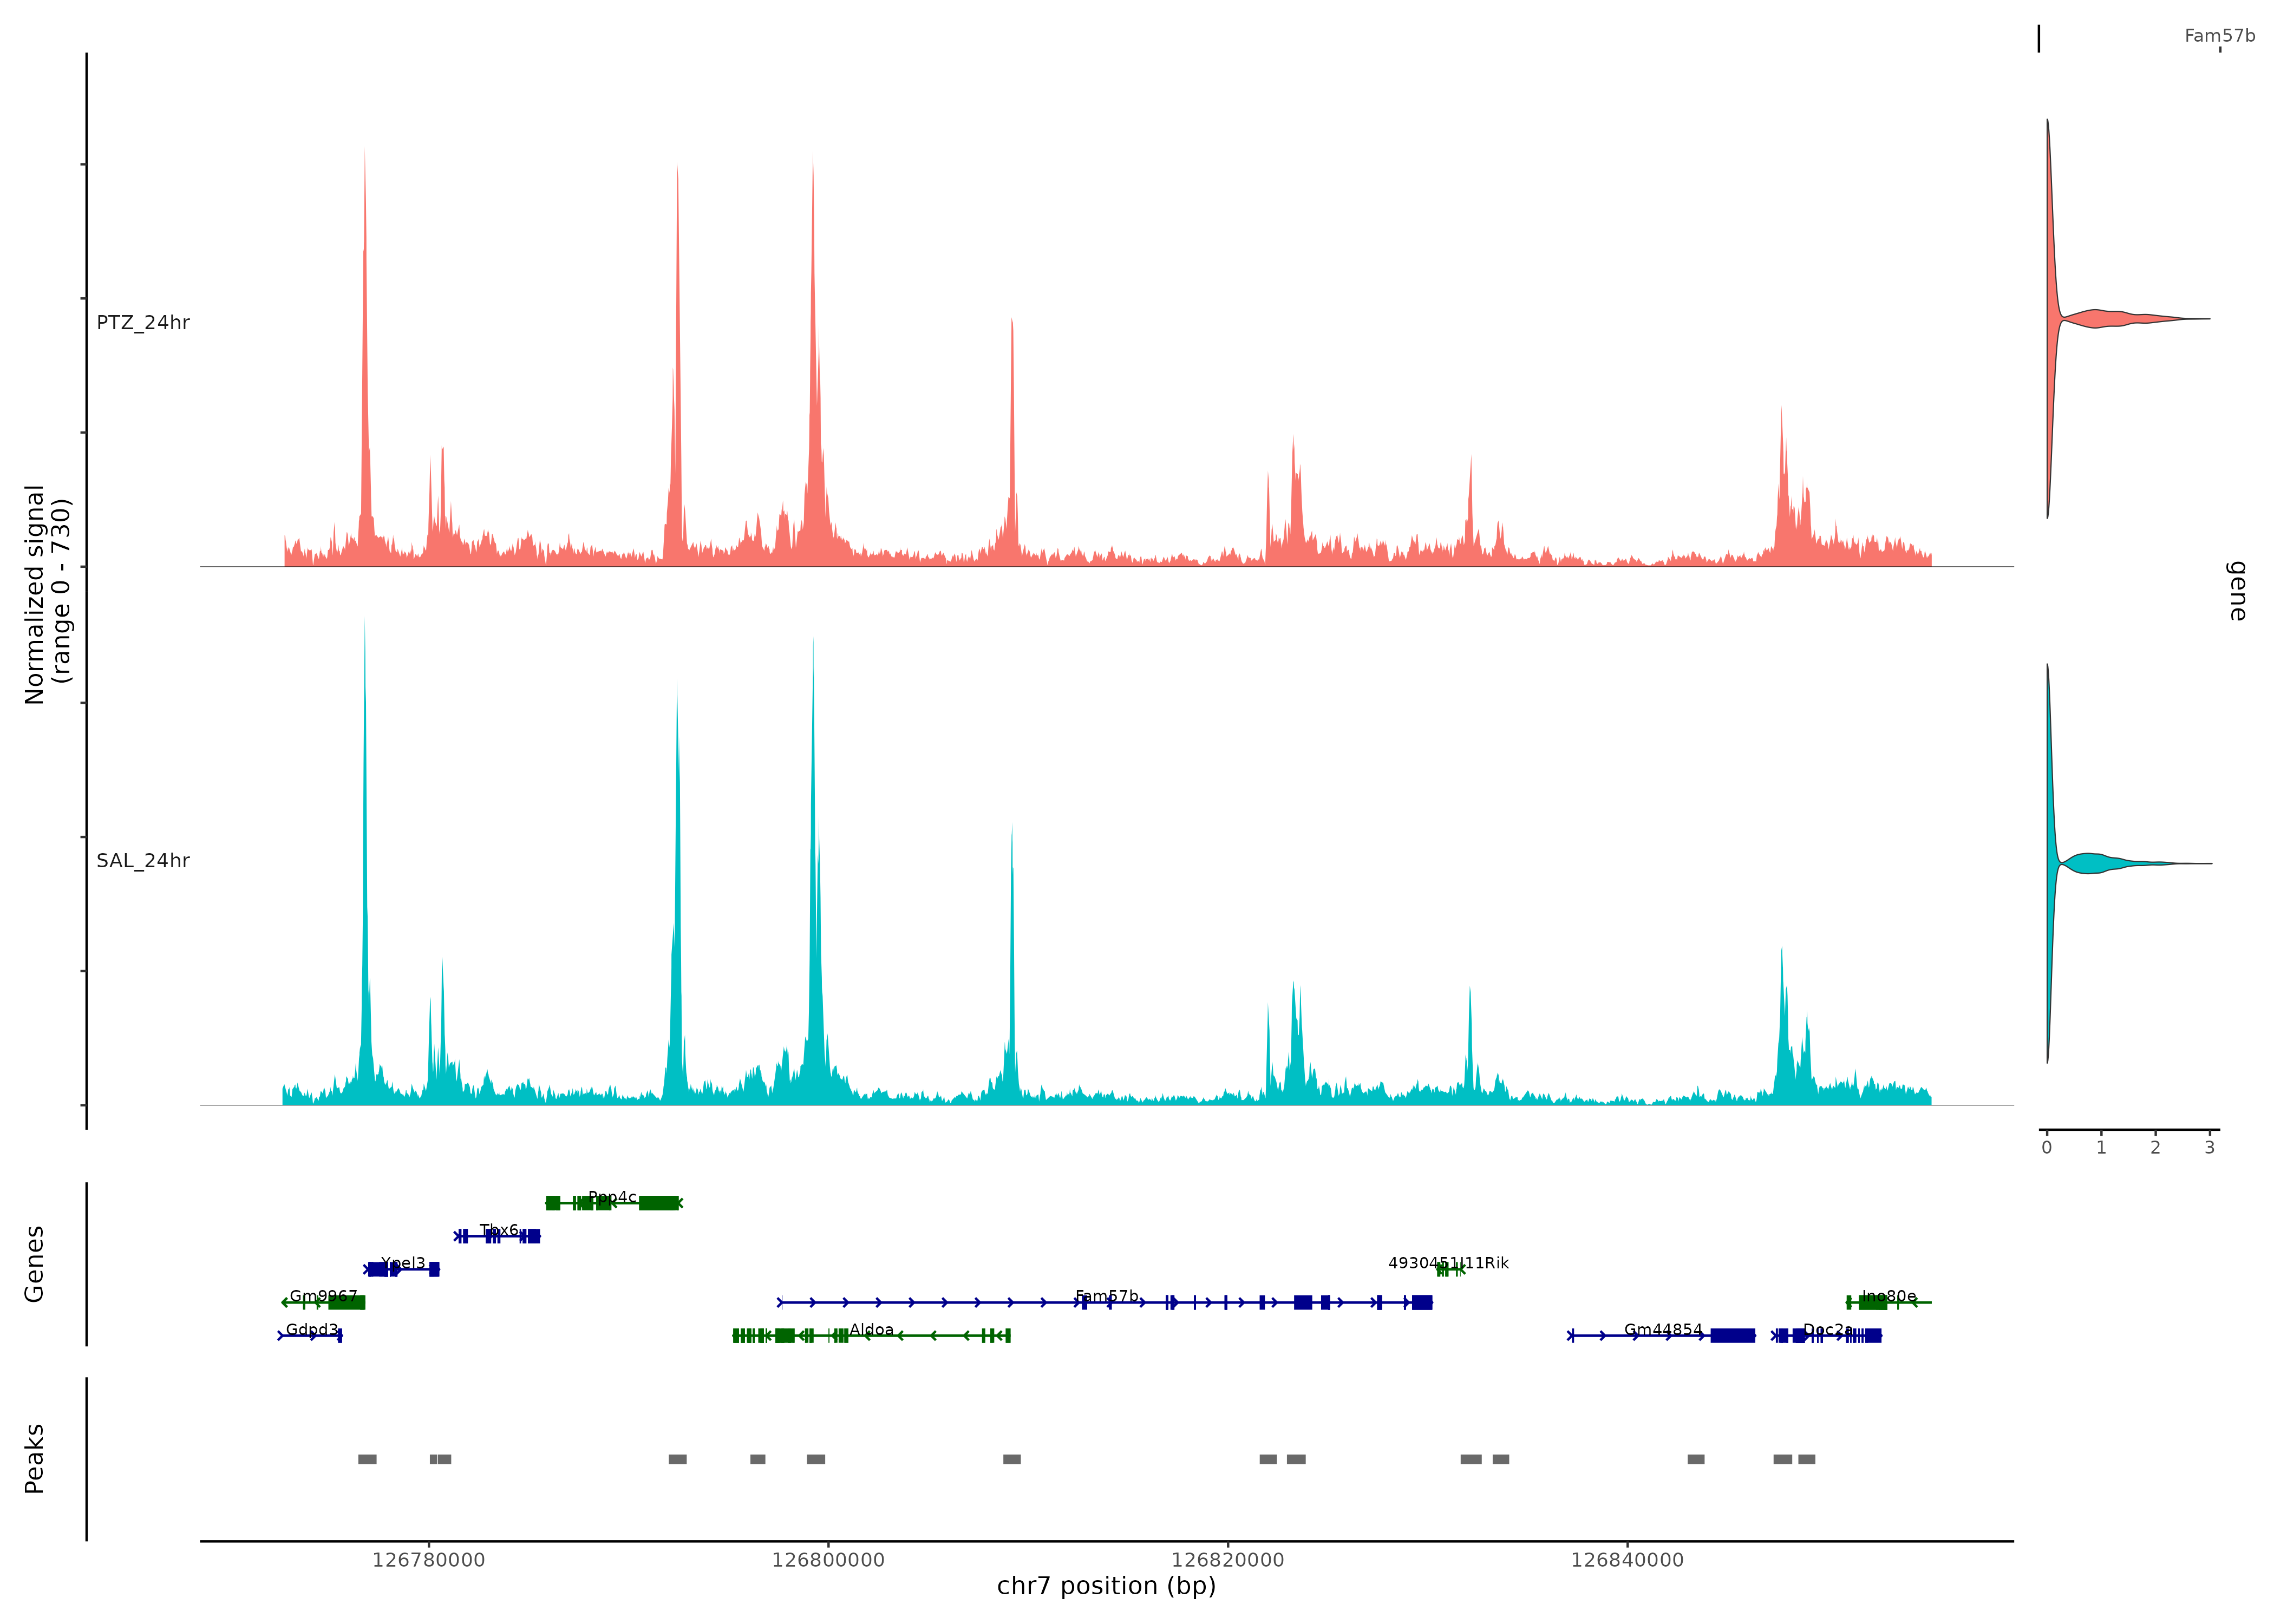 Fam57b
Normalized signal
(range 0 - 730)
PTZ_24hr
SAL_24hr
gene
0 1 2 3
Genes
Ppp4c
Tbx6
Ypel3
4930451I11Rik
Gm9967
Fam57b
Ino80e
Gdpd3
Aldoa
Gm44854
Doc2a
Peaks
126780000 126800000 126820000 126840000
chr7 position (bp)